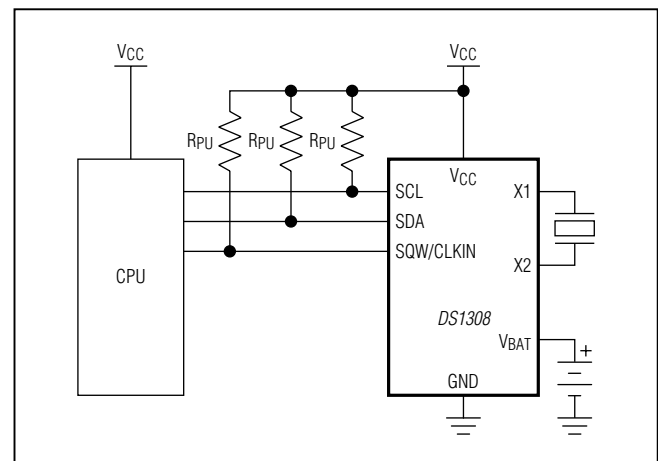 VCC
VCC
RPU
RPU
RPU
VCC
SCL
X1
SDA
SQW/CLKIN
X2
CPU
DS1308
VBAT
+
GND